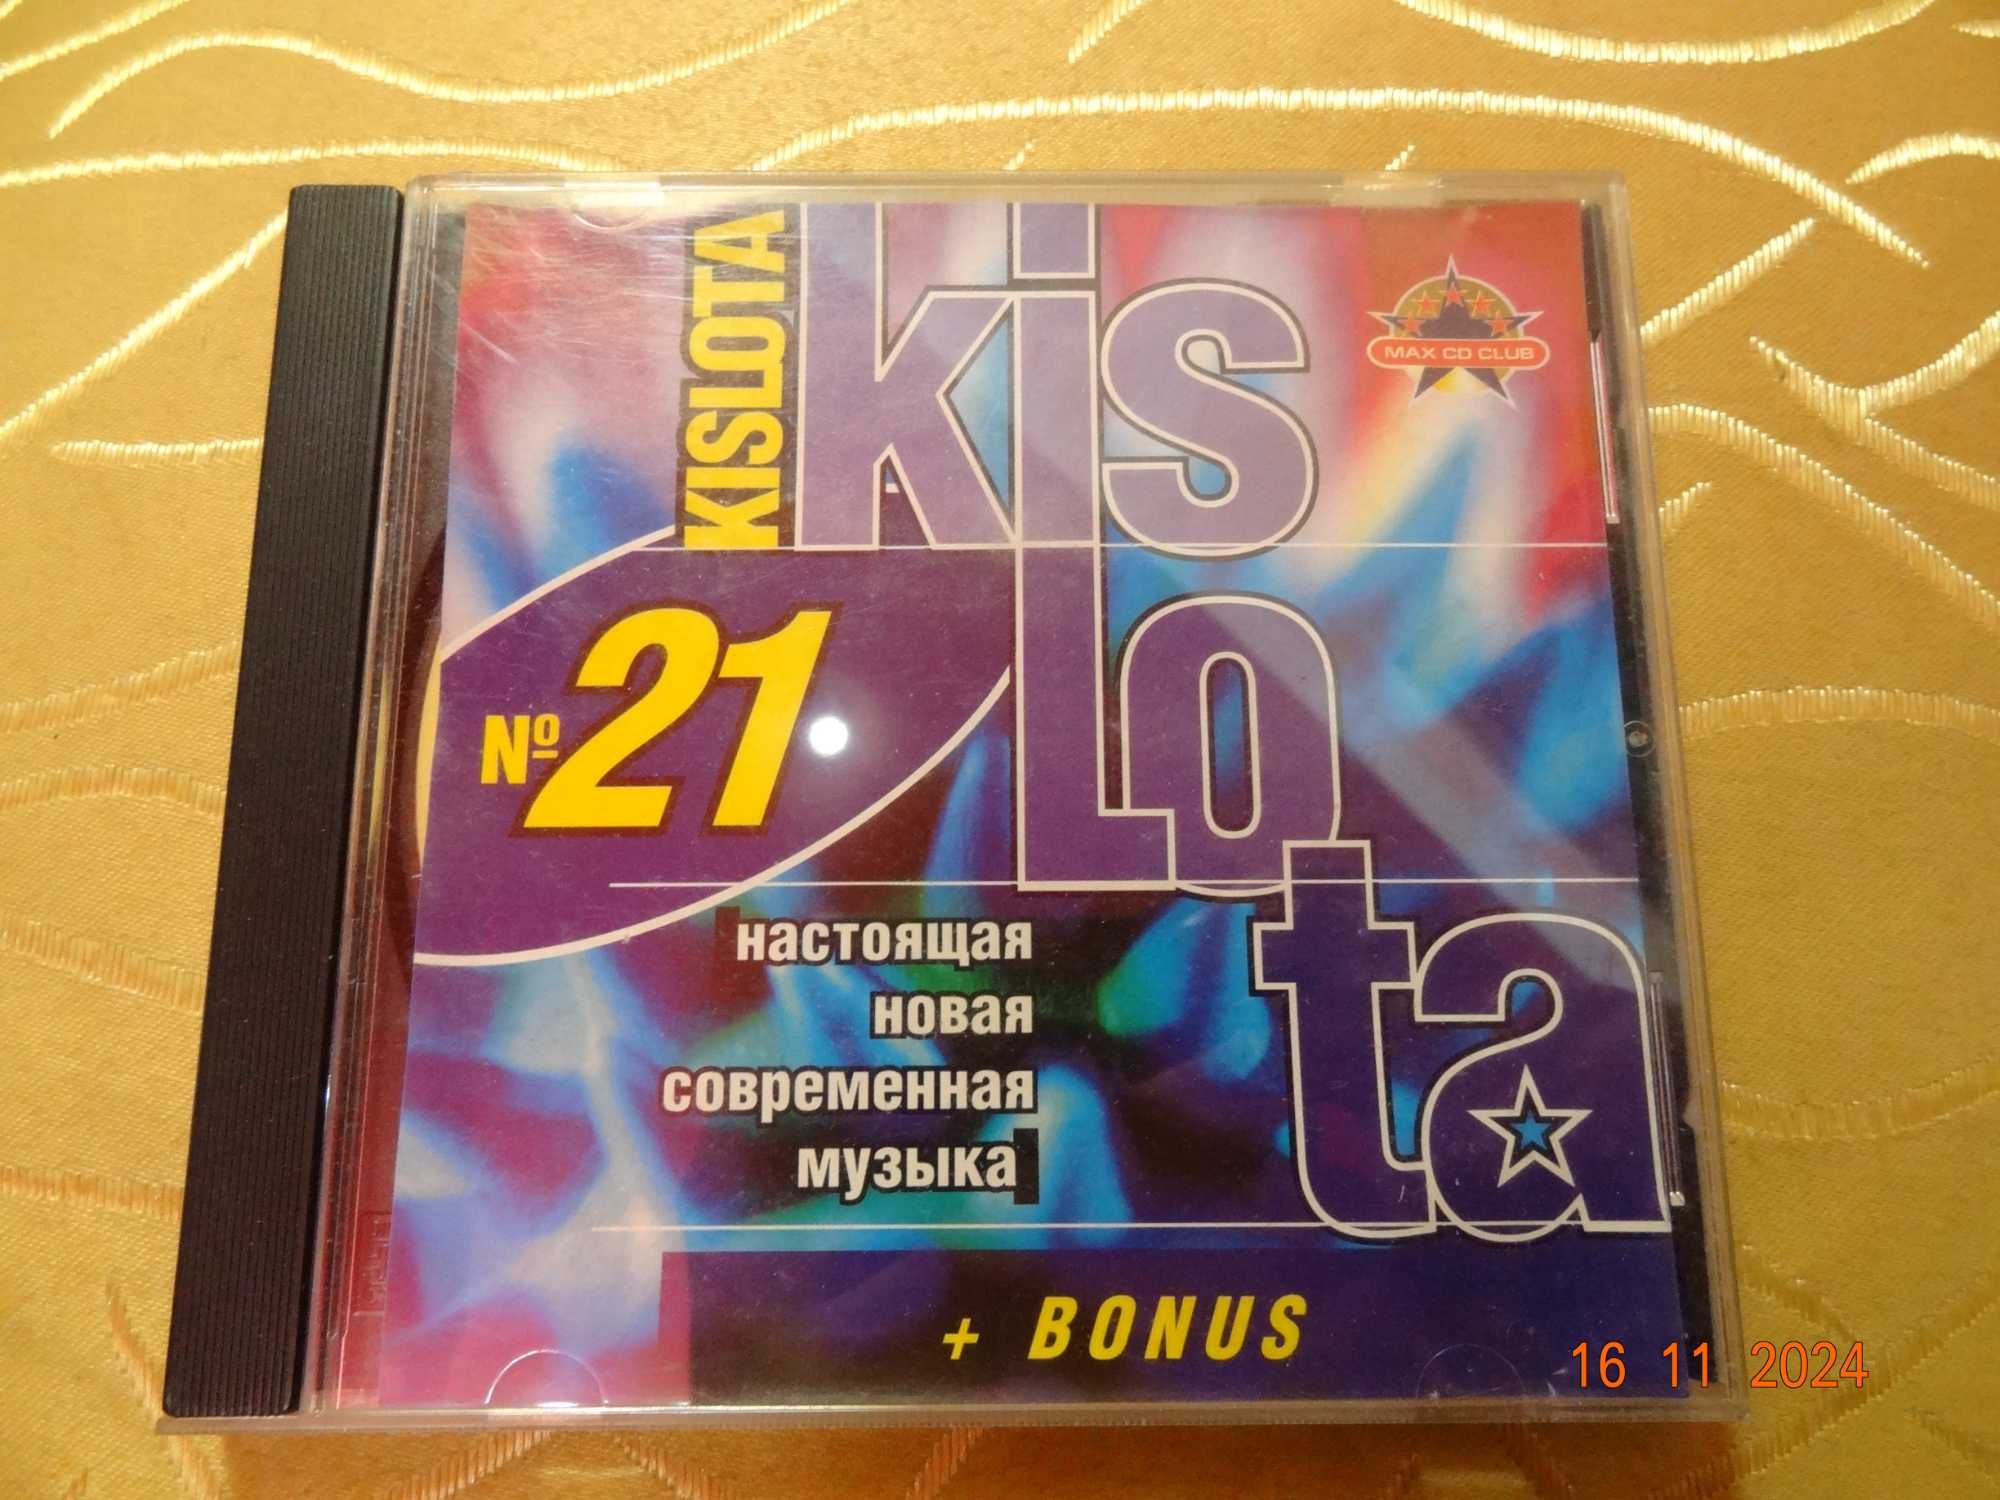 KISLOTA
kis
Lo
ta
MAX CD CLUB
№21
настоящая
новая
современная
музыка
+ BONUS
16 11 2024